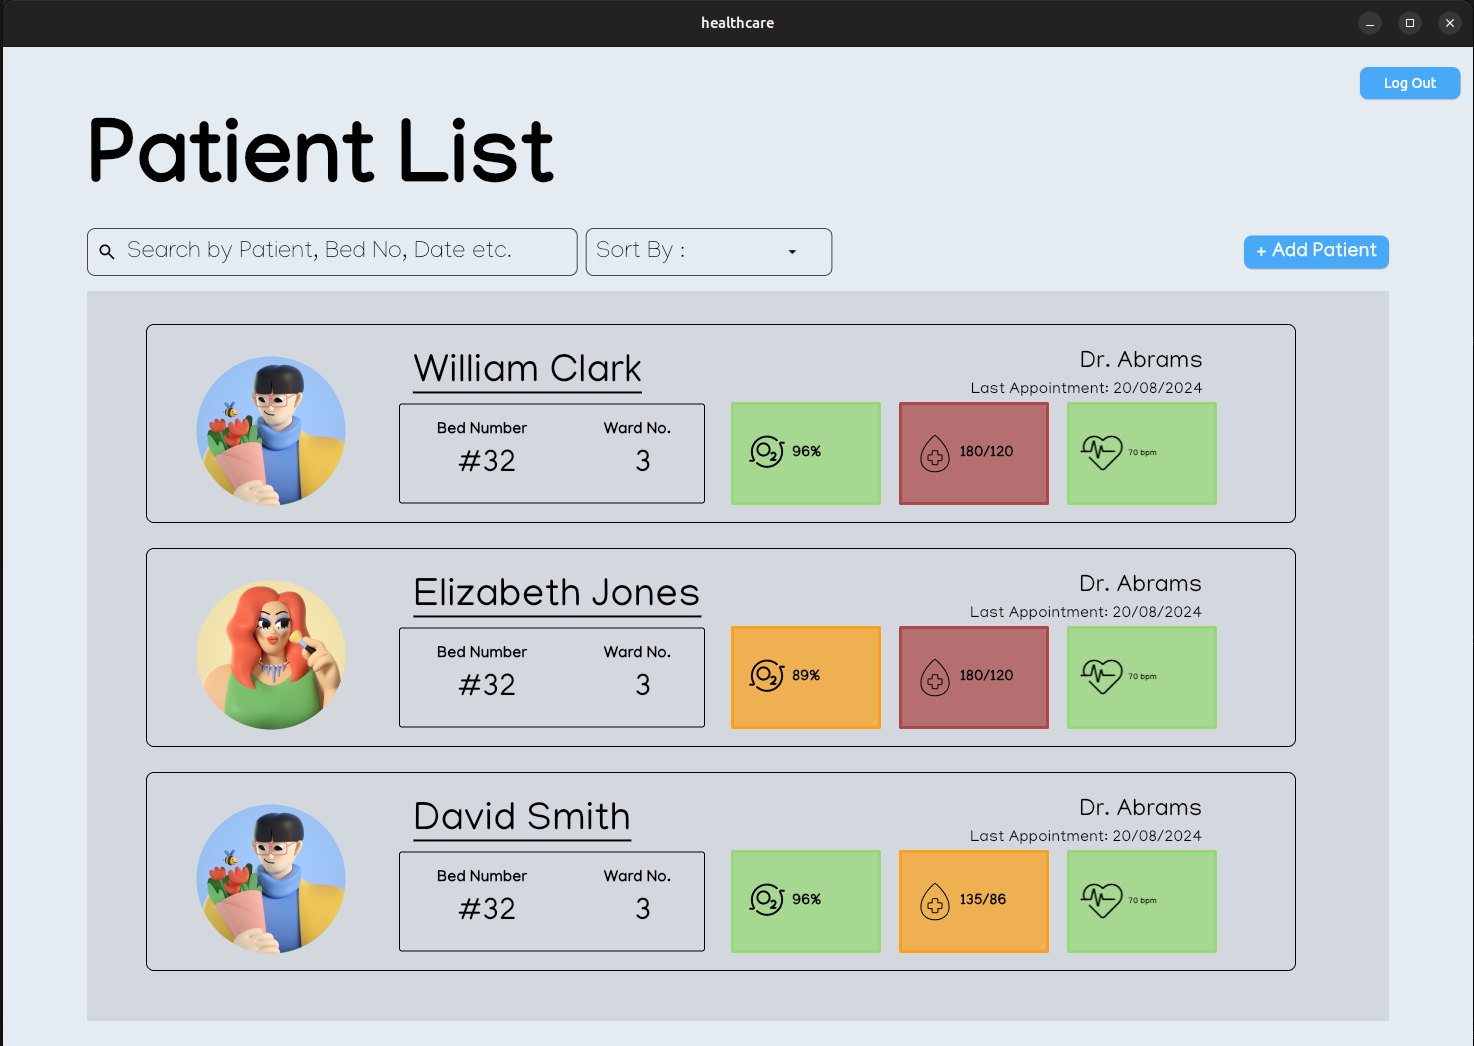 healthcare
Log Out
Patient List
Search by Patient, Bed No, Date etc.
Sort By :
+ Add Patient
William Clark
Dr. Abrams
Last Appointment: 20/08/2024
Bed Number
Ward No.
#32
3
O2
96%
180/120
70 bpm
Elizabeth Jones
Dr. Abrams
Last Appointment: 20/08/2024
Bed Number
Ward No.
#32
3
O2
89%
180/120
70 bpm
David Smith
Dr. Abrams
Last Appointment: 20/08/2024
Bed Number
Ward No.
#32
3
O2
96%
135/86
70 bpm